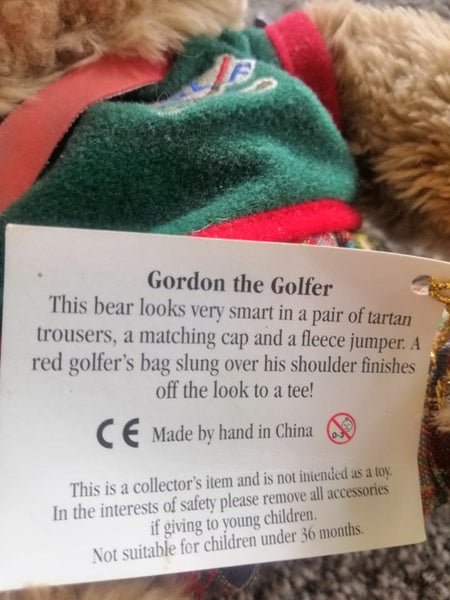 Gordon the Golfer
This bear looks very smart in a pair of tartan
trousers, a matching cap and a fleece jumper. A
red golfer's bag slung over his shoulder finishes
off the look to a tee!
CE Made by hand in China 0-3
This is a collector's item and is not intended as a toy.
In the interests of safety please remove all accessories
if giving to young children.
Not suitable for children under 36 months.